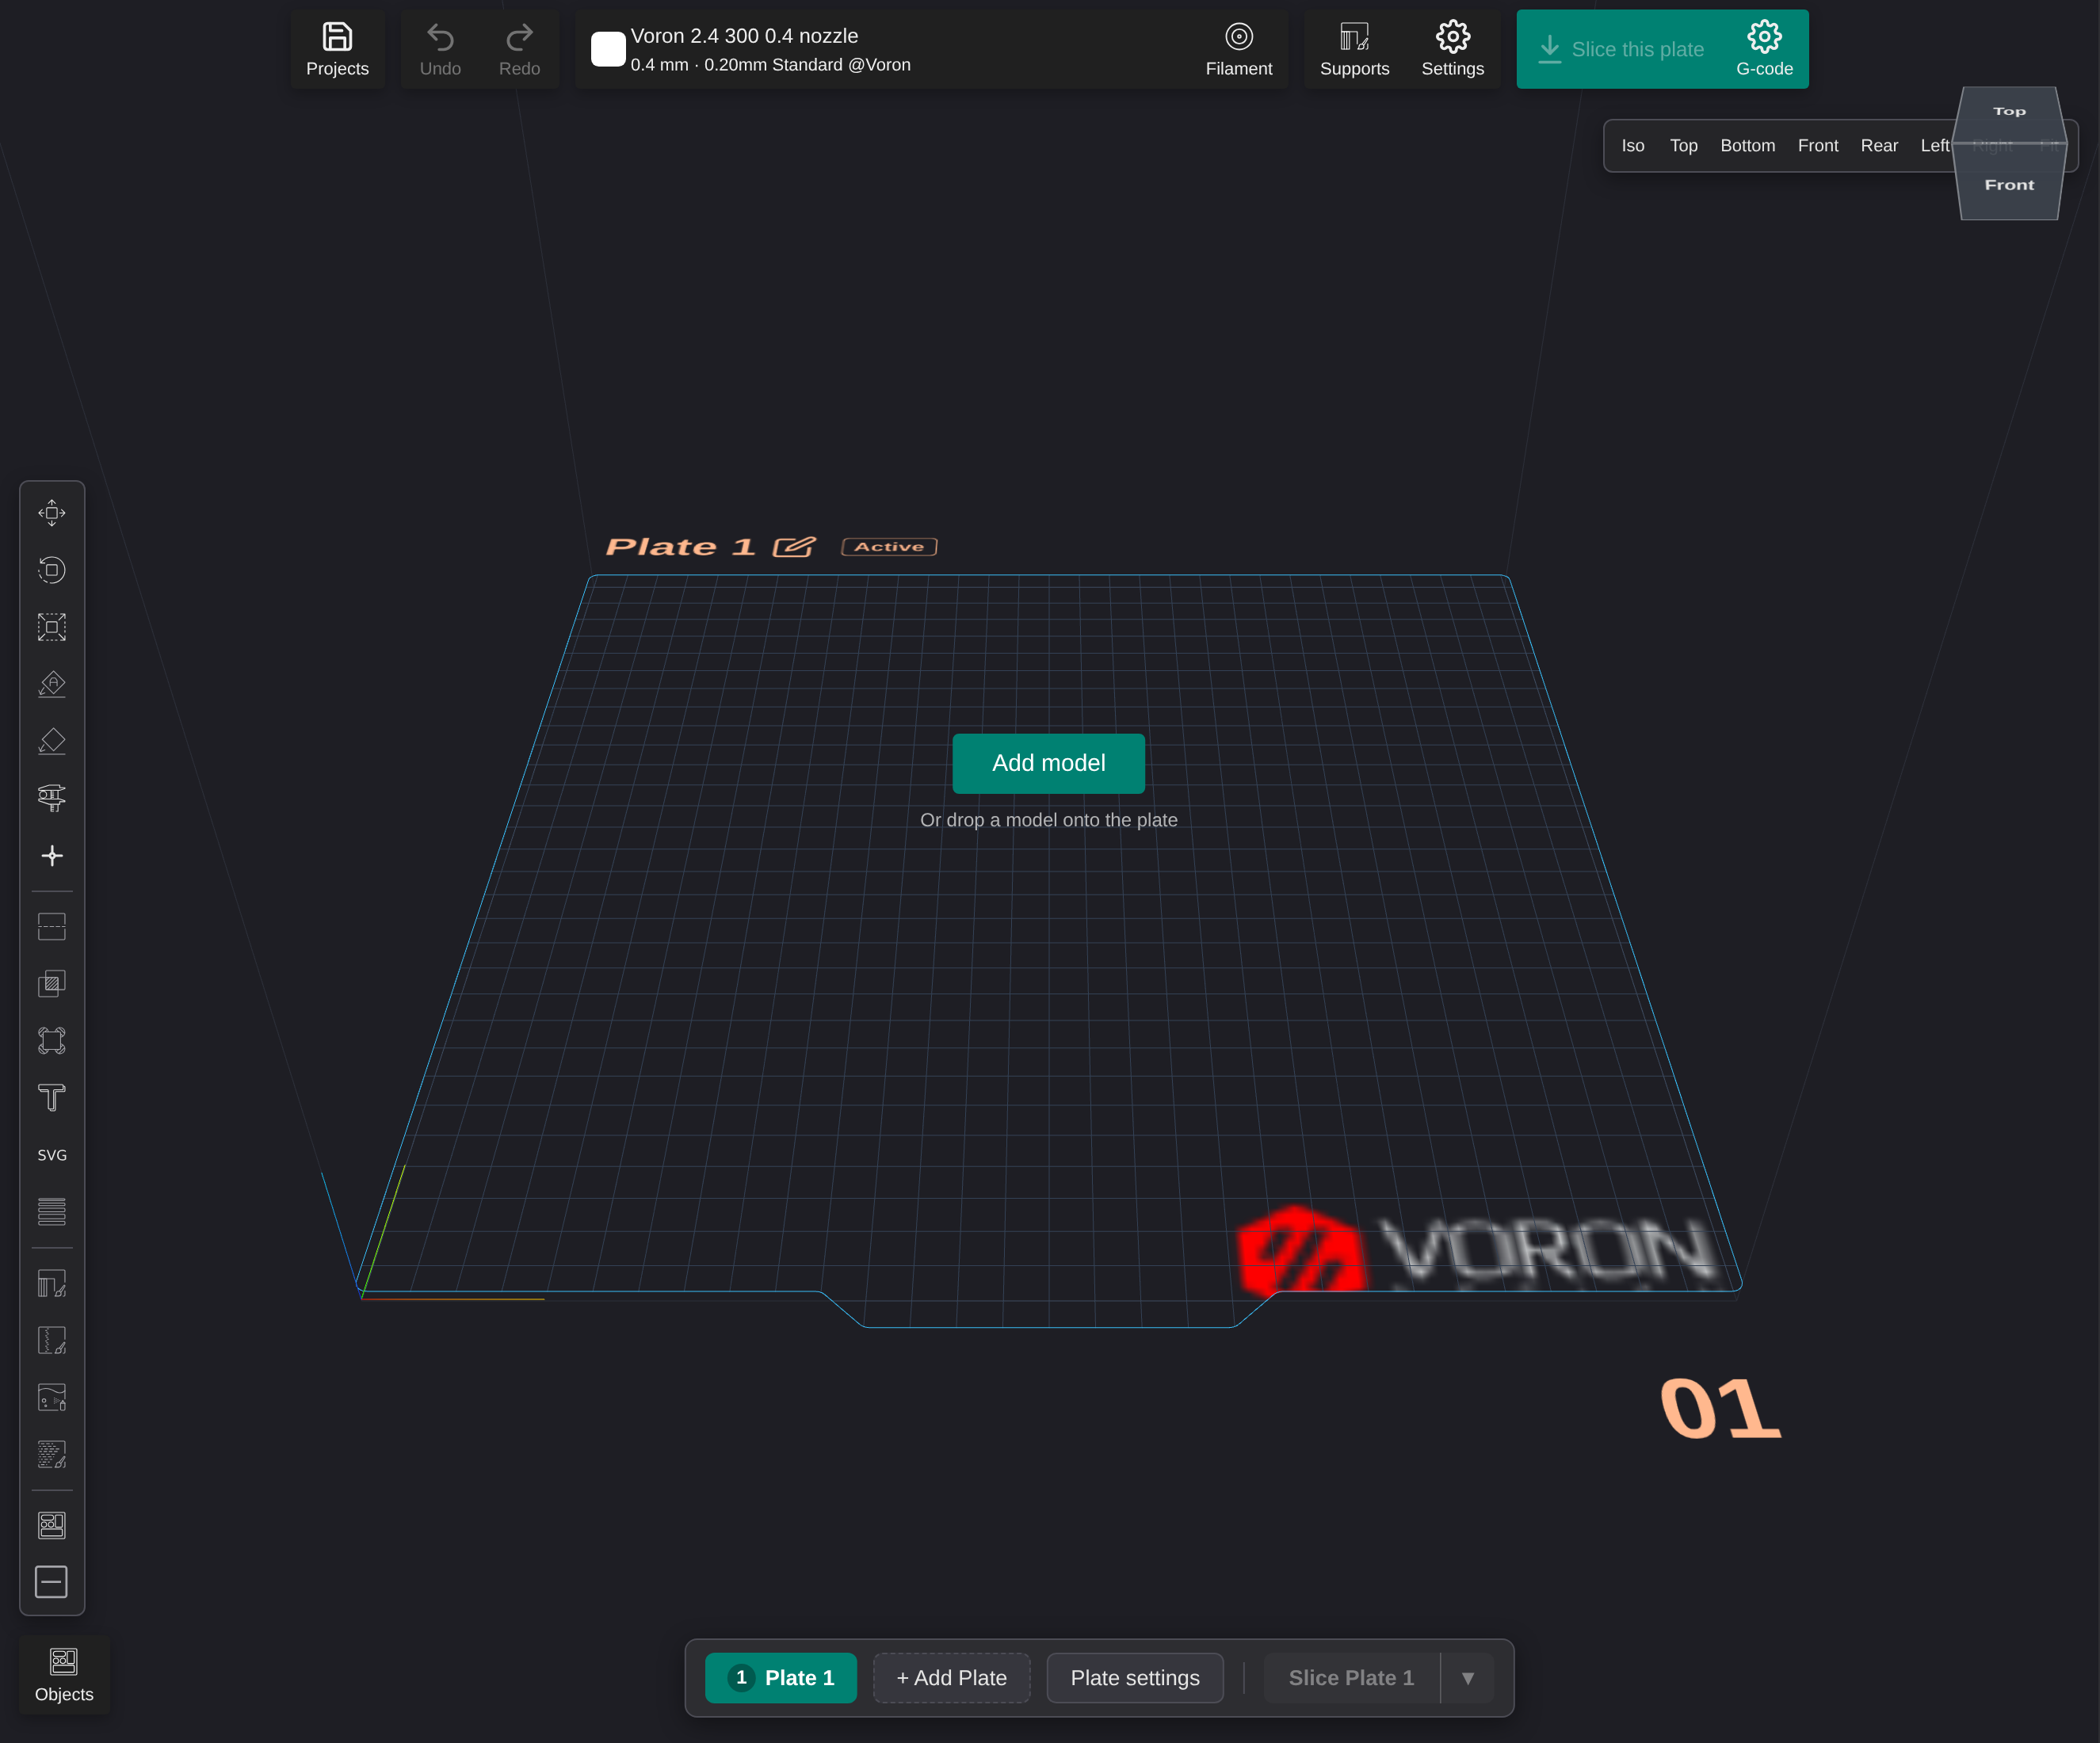 Projects
Undo
Redo
Voron 2.4 300 0.4 nozzle
0.4 mm · 0.20mm Standard @Voron
Filament
Supports
Settings
Slice this plate
G-code
Iso Top Bottom Front Rear Left Right Fit
Top
Front
Plate 1
Active
Add model
Or drop a model onto the plate
SVG
VORON
01
Objects
1 Plate 1
+ Add Plate
Plate settings
Slice Plate 1